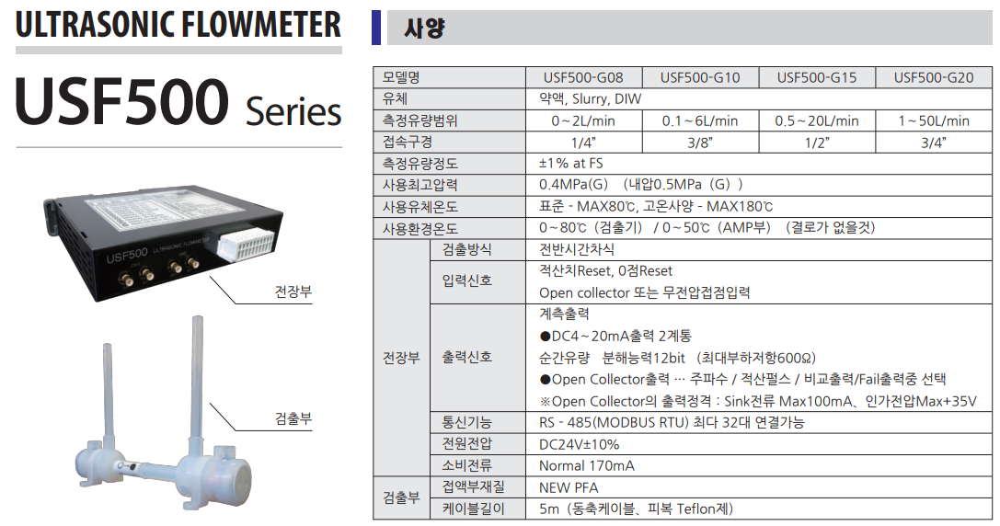 ULTRASONIC FLOWMETER
USF500 Series
USF500 ULTRASONIC FLOWMETER
CH1 CH2
전장부
검출부
사양
모델명 USF500-G08 USF500-G10 USF500-G15 USF500-G20
유체 약액, Slurry, DIW
측정유량범위 0~2L/min 0.1~6L/min 0.5~20L/min 1~50L/min
접속구경 1/4” 3/8” 1/2” 3/4”
측정유량정도 ±1% at FS
사용최고압력 0.4MPa(G) (내압0.5MPa (G) )
사용유체온도 표준 - MAX80℃, 고온사양 - MAX180℃
사용환경온도 0~80℃ (검출기) / 0~50℃ (AMP부) (결로가 없을것)
전장부 검출방식 전반시간차식
입력신호 적산치Reset, 0점Reset
Open collector 또는 무전압접점입력
출력신호 계측출력
●DC4~20mA출력 2계통
순간유량 분해능력12bit (최대부하저항600Ω)
●Open Collector출력 … 주파수 / 적산펄스 / 비교출력/Fail출력중 선택
※Open Collector의 출력정격 : Sink전류 Max100mA、인가전압Max+35V
통신기능 RS - 485(MODBUS RTU) 최다 32대 연결가능
전원전압 DC24V±10%
소비전류 Normal 170mA
검출부 접액부재질 NEW PFA
케이블길이 5m (동축케이블、피복 Teflon제)